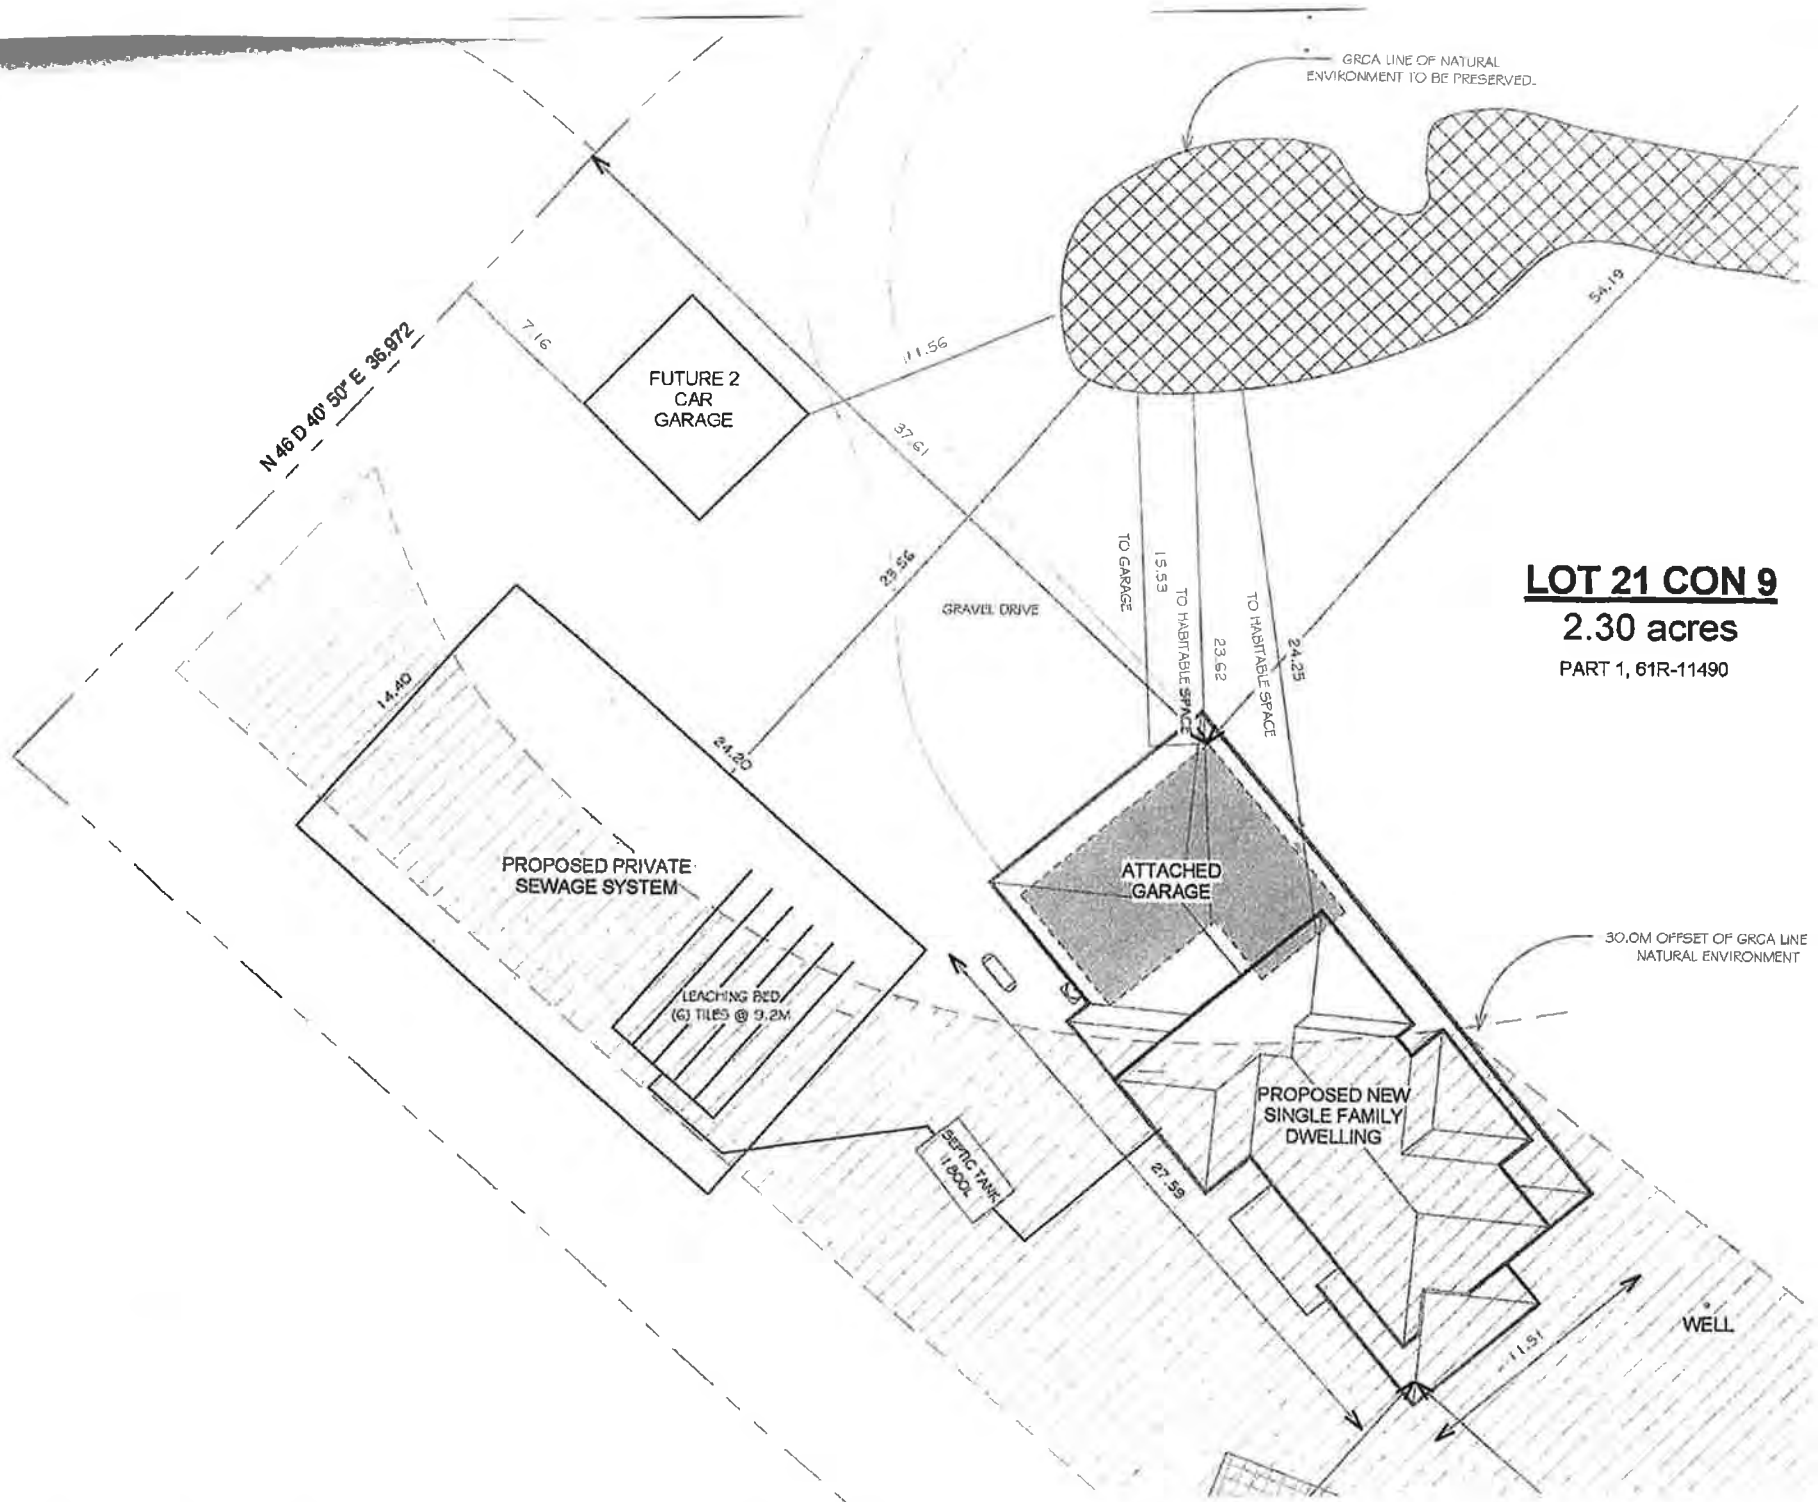 GRCA LINE OF NATURAL
ENVIRONMENT TO BE PRESERVED.
54.19
N 46 D 40' 50" E 36.972
7.16
11.56
FUTURE 2
CAR
GARAGE
37.61
LOT 21 CON 9
2.30 acres
PART 1, 61R-11490
TO GARAGE
15.53
TO HABITABLE SPACE
23.62
TO HABITABLE SPACE
24.25
GRAVEL DRIVE
14.40
24.20
PROPOSED PRIVATE
SEWAGE SYSTEM
ATTACHED
GARAGE
30.0M OFFSET OF GRCA LINE
NATURAL ENVIRONMENT
LEACHING BED
(6) TILES @ 9.2M
PROPOSED NEW
SINGLE FAMILY
DWELLING
SEPTIC TANK
11,800L
27.59
11.51
WELL